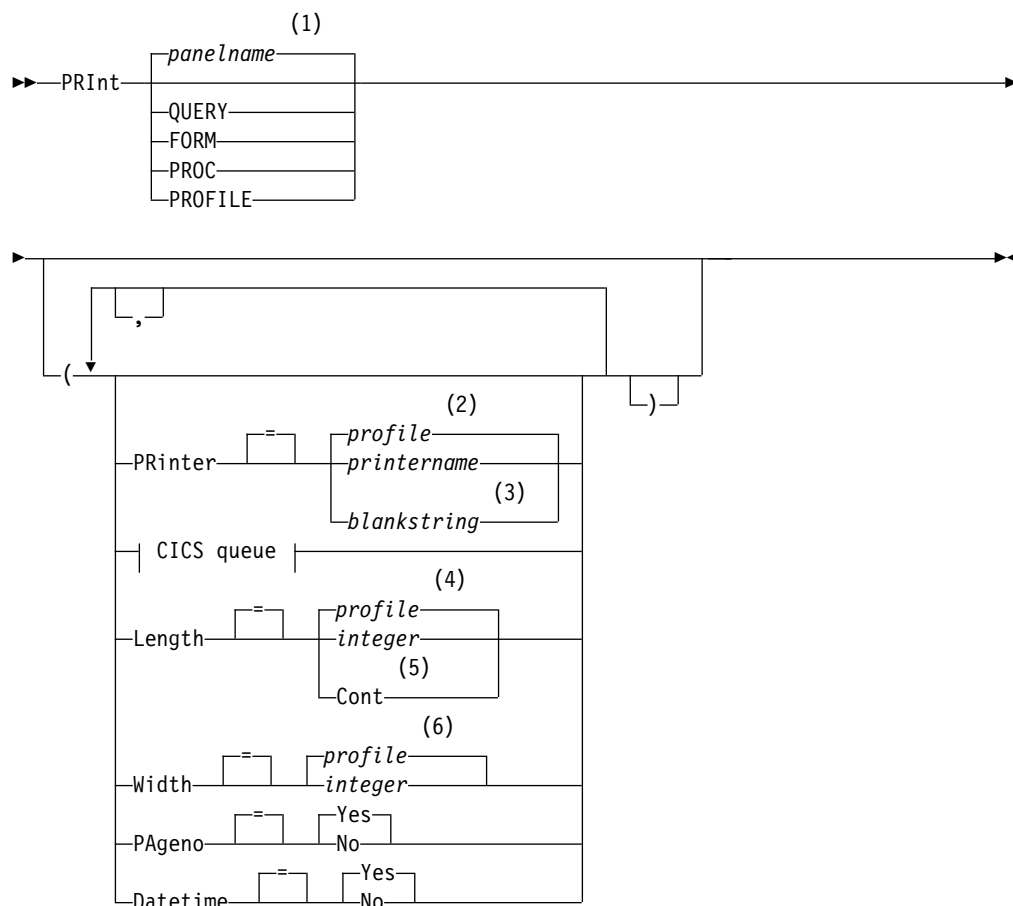 (1)
panelname
PRInt
QUERY
FORM
PROC
PROFILE
,
(
)
(2)
PRinter = profile
printername
(3)
blankstring
CICS queue
(4)
Length = profile
integer
(5)
Cont
(6)
Width = profile
integer
PAgeno = Yes
No
Datetime = Yes
No